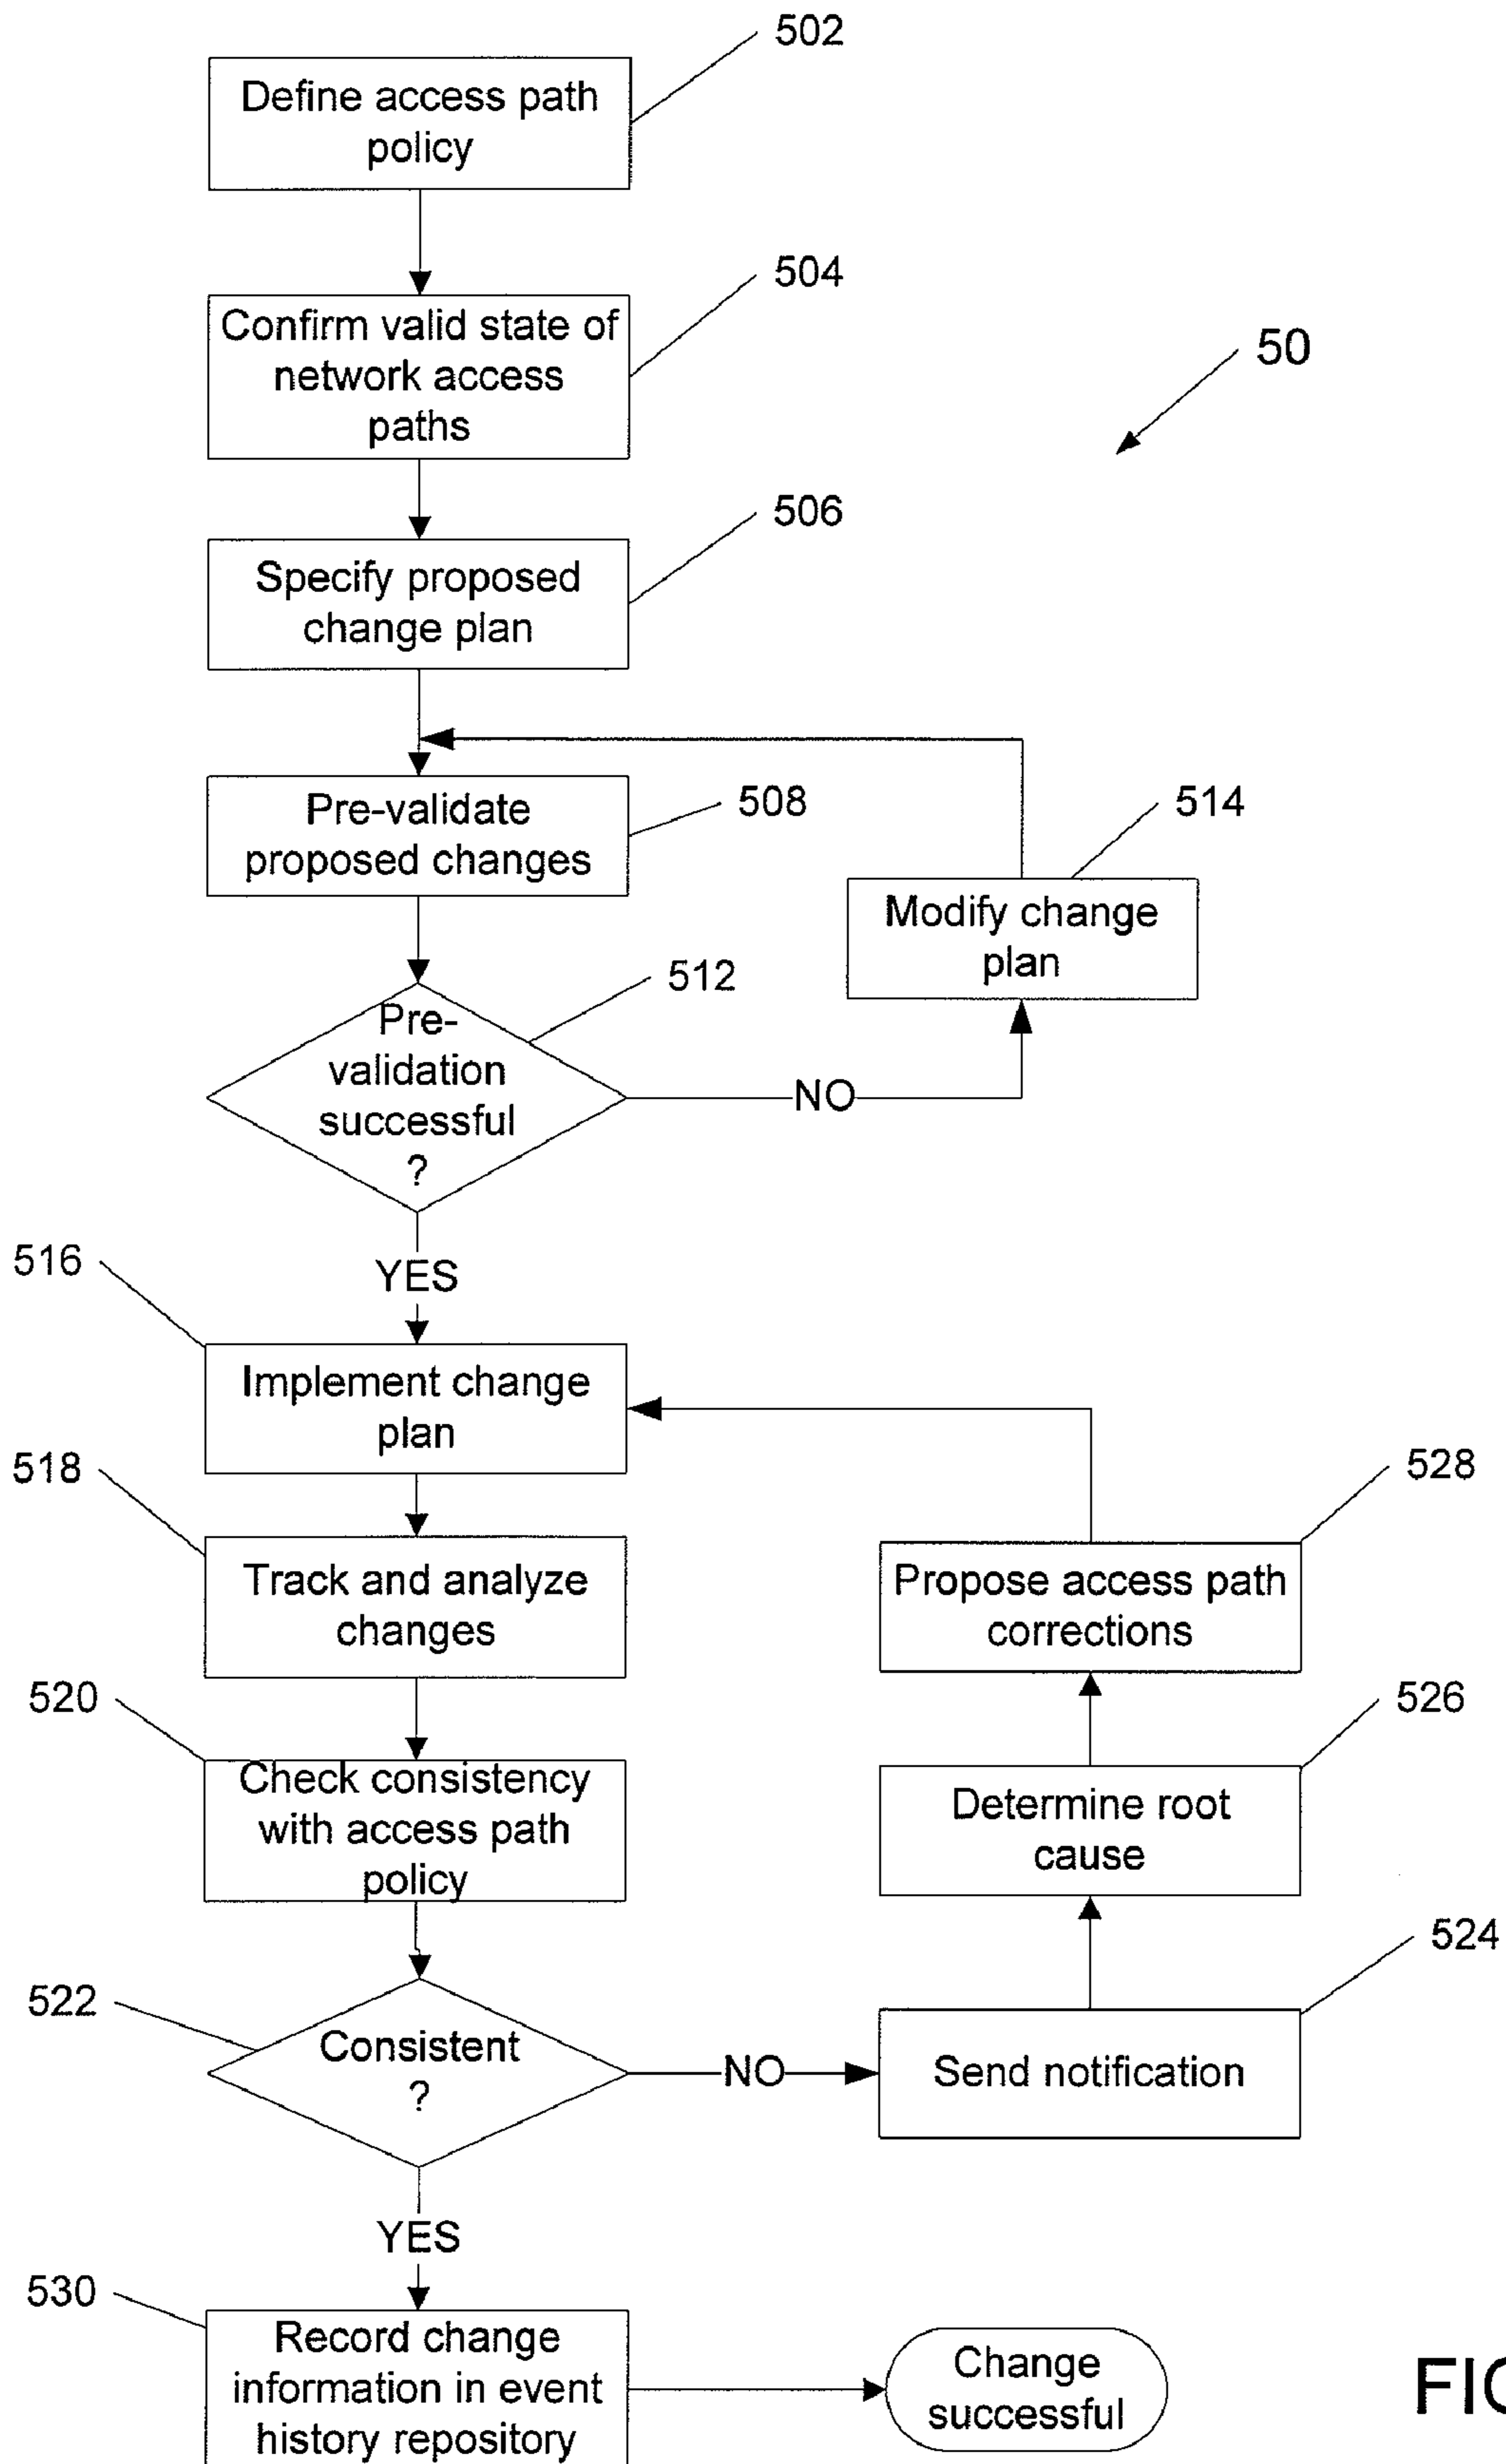 502
Define access path
policy
504
Confirm valid state of
network access
paths
50
506
Specify proposed
change plan
508
Pre-validate
proposed changes
514
Modify change
plan
512
Pre-
validation
successful
?
NO
YES
516
Implement change
plan
518
Track and analyze
changes
528
Propose access path
corrections
520
Check consistency
with access path
policy
526
Determine root
cause
524
522
Consistent
?
NO
Send notification
YES
530
Record change
information in event
history repository
Change
successful